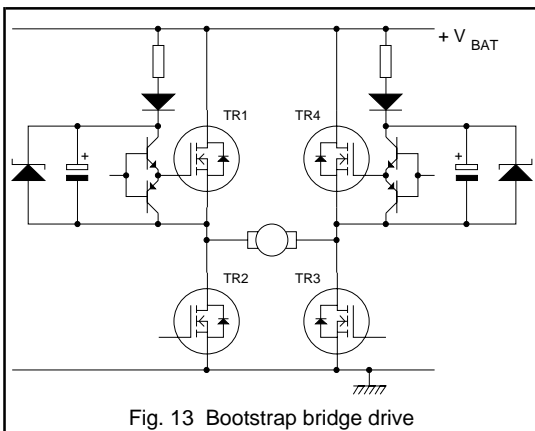 + V BAT
TR1 TR4
+ +
TR2 TR3
Fig. 13 Bootstrap bridge drive